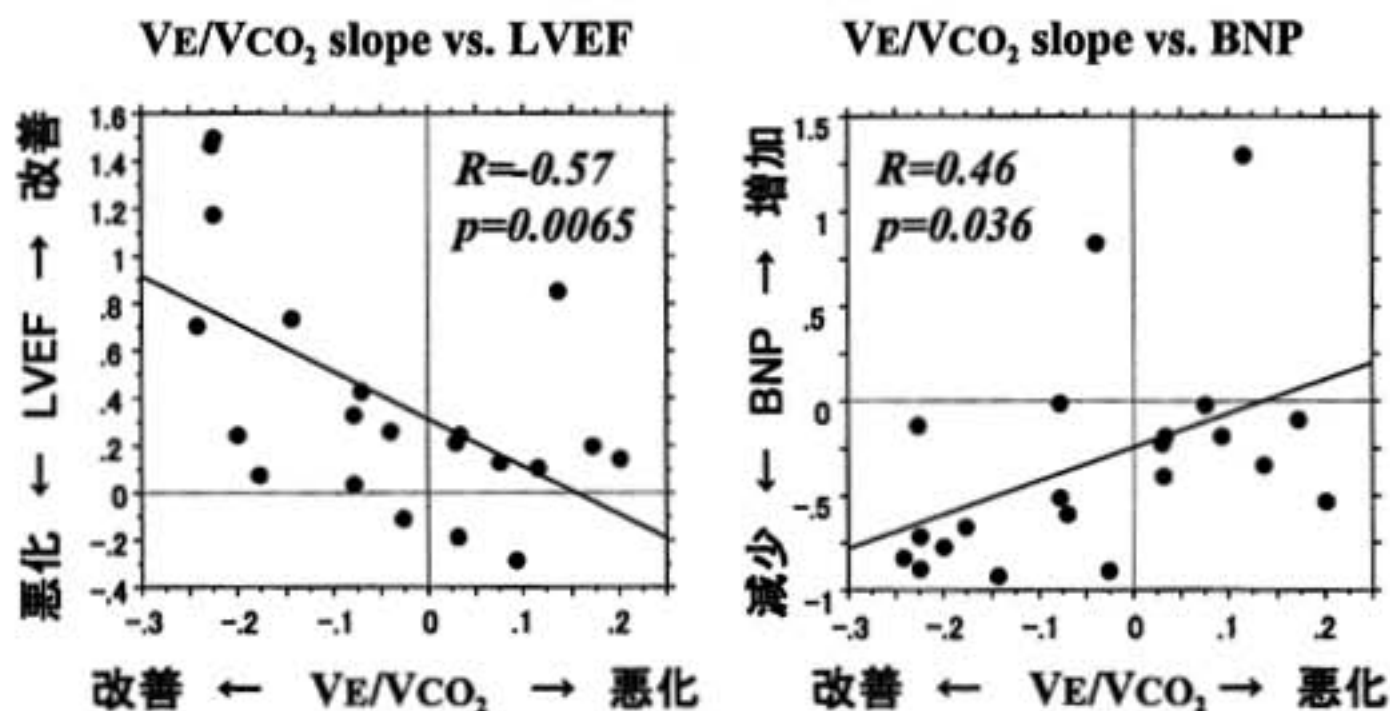 VE/VCO₂ slope vs. LVEF
悪化 ← LVEF → 改善
1.6
1.4
1.2
1
.8
.6
.4
.2
0
-.2
-.4
R=-0.57
p=0.0065
-.3 -.2 -.1 0 .1 .2
改善 ← VE/VCO₂ → 悪化
VE/VCO₂ slope vs. BNP
減少 ← BNP → 増加
1.5
1
.5
0
-.5
-1
R=0.46
p=0.036
-.3 -.2 -.1 0 .1 .2
改善 ← VE/VCO₂ → 悪化